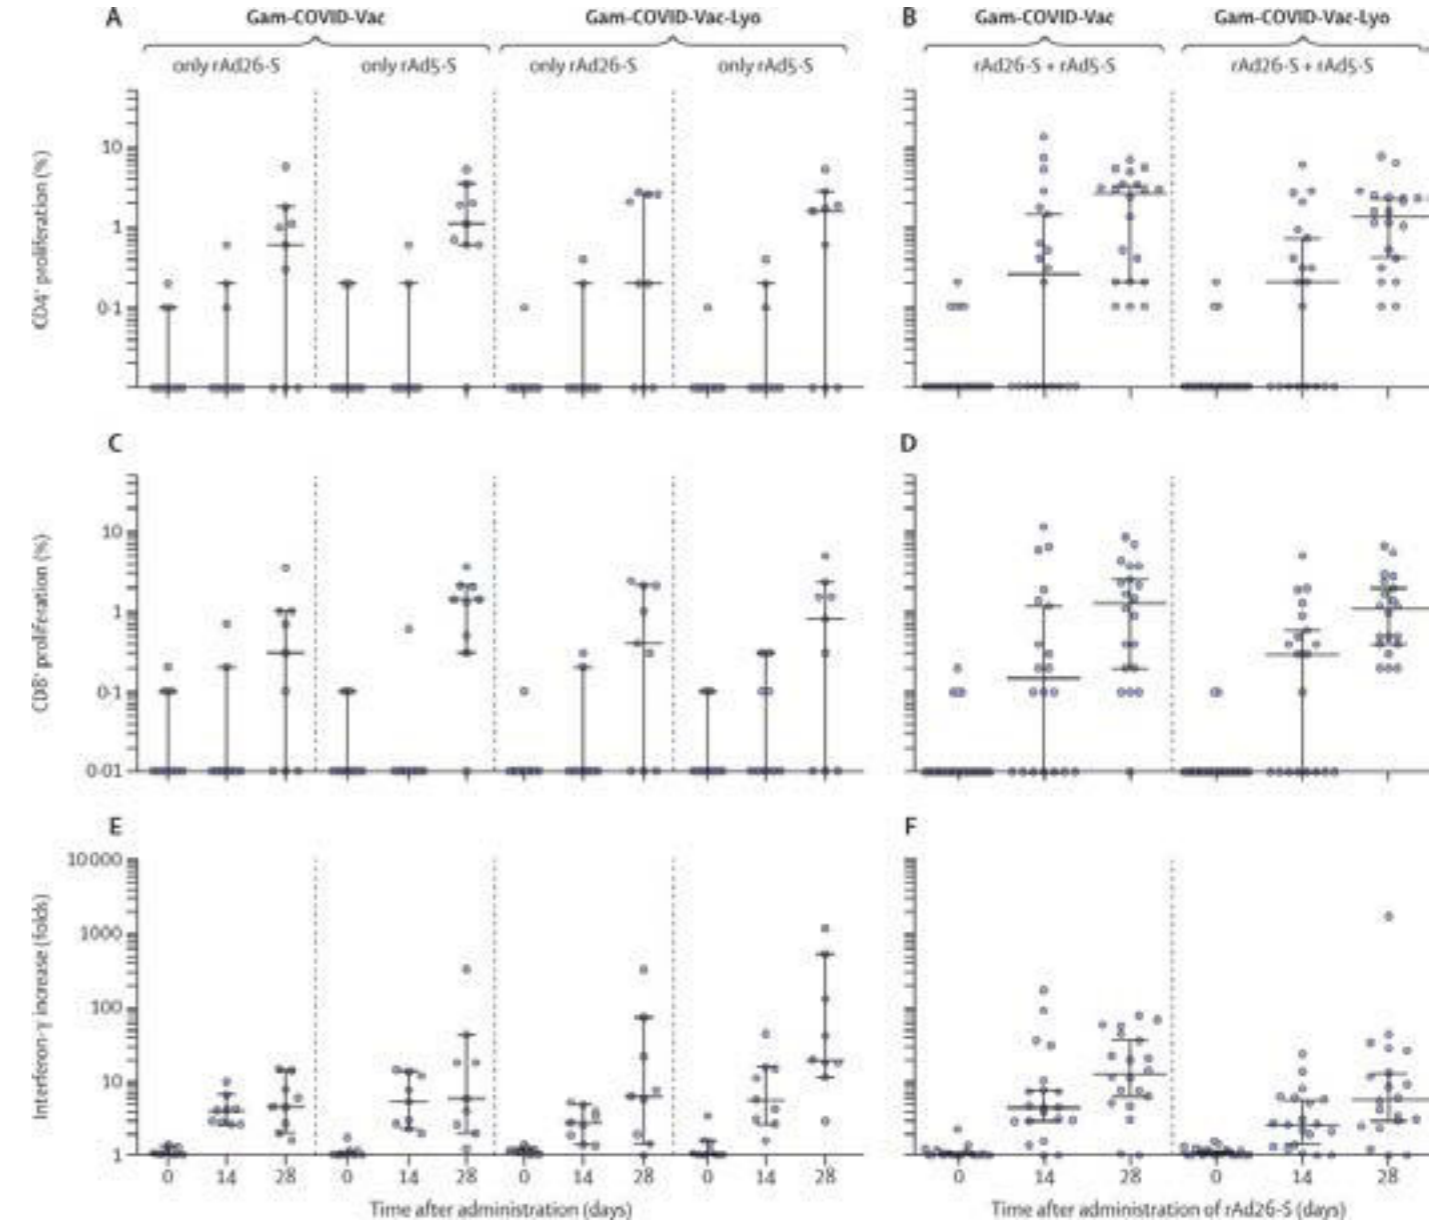 A
Gam-COVID-Vac
Gam-COVID-Vac-Lyo
only rAd26-S
only rAd5-S
only rAd26-S
only rAd5-S
B
Gam-COVID-Vac
Gam-COVID-Vac-Lyo
rAd26-S + rAd5-S
rAd26-S + rAd5-S
CD4⁺ proliferation (%)
10
1
0·1
C
D
CD8⁺ proliferation (%)
10
1
0·1
0·01
E
F
Interferon-γ increase (folds)
10 000
1000
100
10
1
0 14 28 0 14 28 0 14 28 0 14 28
Time after administration (days)
0 14 28 0 14 28
Time after administration of rAd26-S (days)